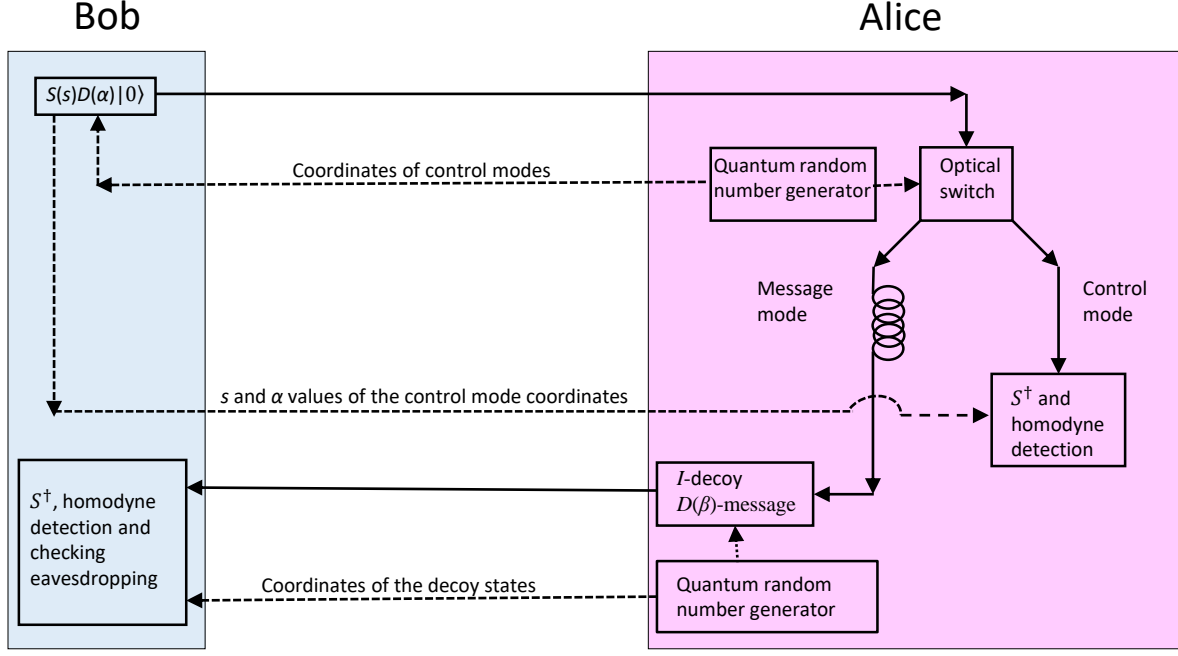 Bob
Alice
S(s)D(α)|0⟩
Coordinates of control modes
Quantum random
number generator
Optical
switch
Message
mode
Control
mode
s and α values of the control mode coordinates
S† and
homodyne
detection
S†, homodyne
detection and
checking
eavesdropping
I-decoy
D(β)-message
Coordinates of the decoy states
Quantum random
number generator